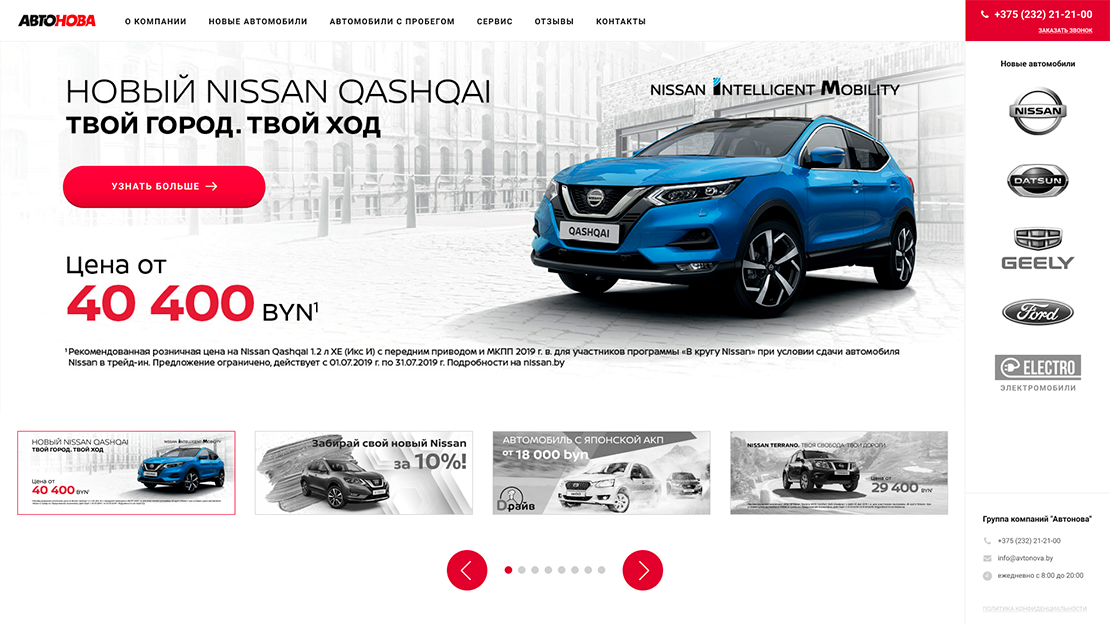 АВТОНОВА
О КОМПАНИИ НОВЫЕ АВТОМОБИЛИ АВТОМОБИЛИ С ПРОБЕГОМ СЕРВИС ОТЗЫВЫ КОНТАКТЫ
+375 (232) 21-21-00
ЗАКАЗАТЬ ЗВОНОК
НОВЫЙ NISSAN QASHQAI
ТВОЙ ГОРОД. ТВОЙ ХОД
NISSAN INTELLIGENT MOBILITY
УЗНАТЬ БОЛЬШЕ
QASHQAI
Цена от
40 400 BYN¹
¹ Рекомендованная розничная цена на Nissan Qashqai 1.2 л XE (Икс И) с передним приводом и МКПП 2019 г. в. для участников программы «В кругу Nissan» при условии сдачи автомобиля
Nissan в трейд-ин. Предложение ограничено, действует с 01.07.2019 г. по 31.07.2019 г. Подробности на nissan.by
Новые автомобили
NISSAN
DATSUN
GEELY
Ford
ELECTRO
ЭЛЕКТРОМОБИЛИ
НОВЫЙ NISSAN QASHQAI
ТВОЙ ГОРОД. ТВОЙ ХОД
NISSAN INTELLIGENT MOBILITY
Цена от
40 400 BYN¹
Забирай свой новый Nissan
за 10%!
АВТОМОБИЛЬ С ЯПОНСКОЙ АКП
от 18 000 byn
Драйв
NISSAN TERRANO. ТВОЯ СВОБОДА. ТВОИ ДОРОГИ.
ЦЕНА ОТ
29 400 BYN¹
Группа компаний "Автонова"
+375 (232) 21-21-00
info@avtonova.by
ежедневно с 8:00 до 20:00
ПОЛИТИКА КОНФИДЕНЦИАЛЬНОСТИ